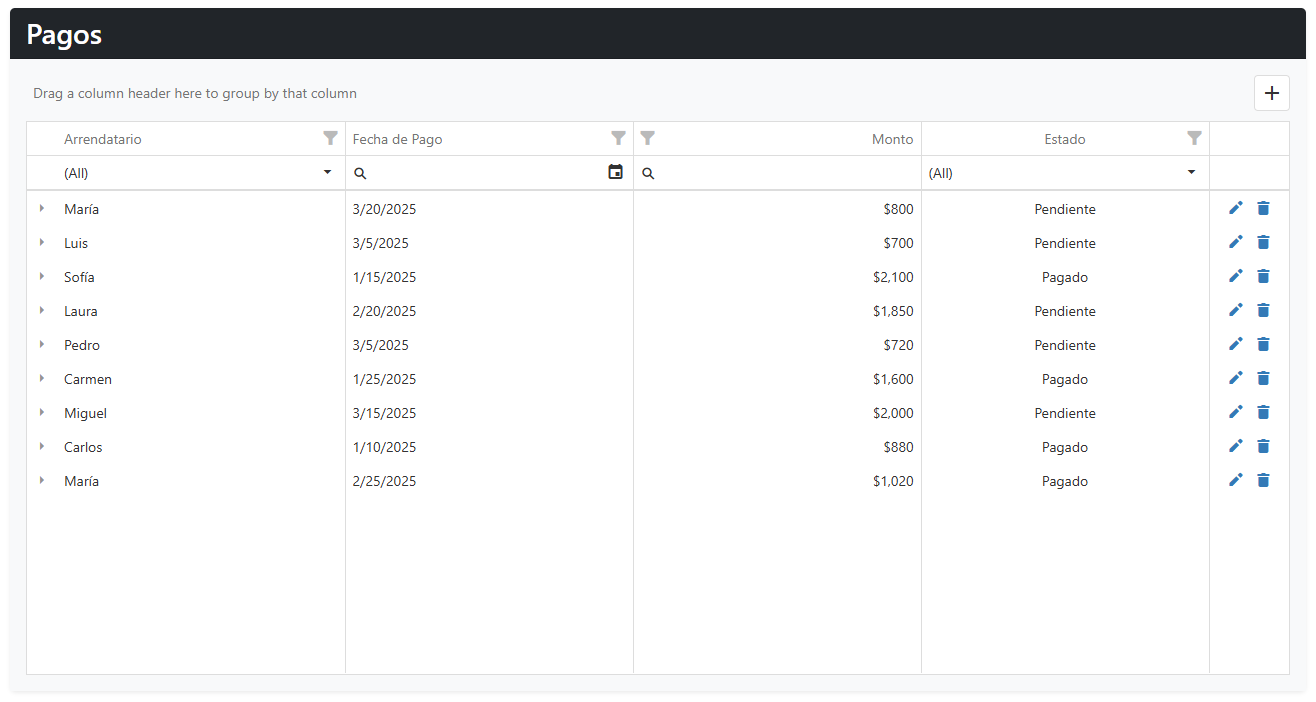 Pagos
Drag a column header here to group by that column
Arrendatario Fecha de Pago Monto Estado
(All) (All)
María 3/20/2025 $800 Pendiente
Luis 3/5/2025 $700 Pendiente
Sofía 1/15/2025 $2,100 Pagado
Laura 2/20/2025 $1,850 Pendiente
Pedro 3/5/2025 $720 Pendiente
Carmen 1/25/2025 $1,600 Pagado
Miguel 3/15/2025 $2,000 Pendiente
Carlos 1/10/2025 $880 Pagado
María 2/25/2025 $1,020 Pagado